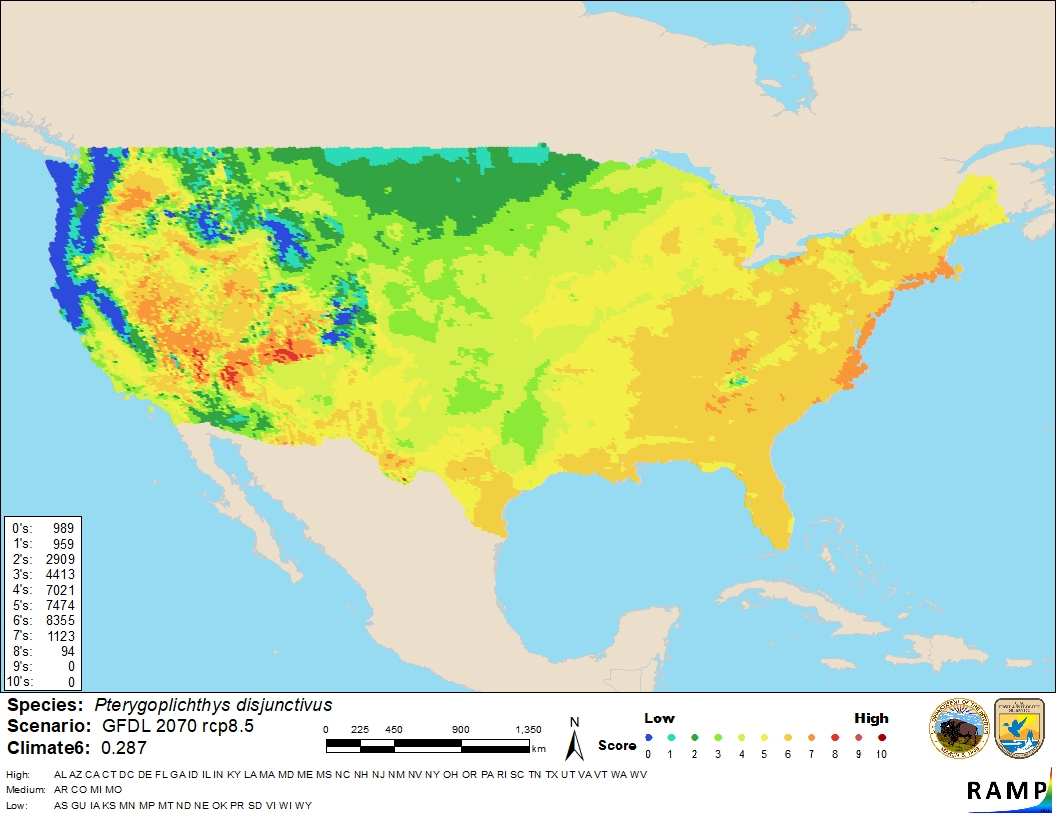 0's: 989
1's: 959
2's: 2909
3's: 4413
4's: 7021
5's: 7474
6's: 8355
7's: 1123
8's: 94
9's: 0
10's: 0
Species: Pterygoplichthys disjunctivus
Scenario: GFDL 2070 rcp8.5
Climate6: 0.287
0 225 450 900 1,350
km
N
Low High
Score
0 1 2 3 4 5 6 7 8 9 10
High: AL AZ CA CT DC DE FL GA ID IL IN KY LA MA MD ME MS NC NH NJ NM NV NY OH OR PA RI SC TN TX UT VA VT WA WV
Medium: AR CO MI MO
Low: AS GU IA KS MN MP MT ND NE OK PR SD VI WI WY
RAMP